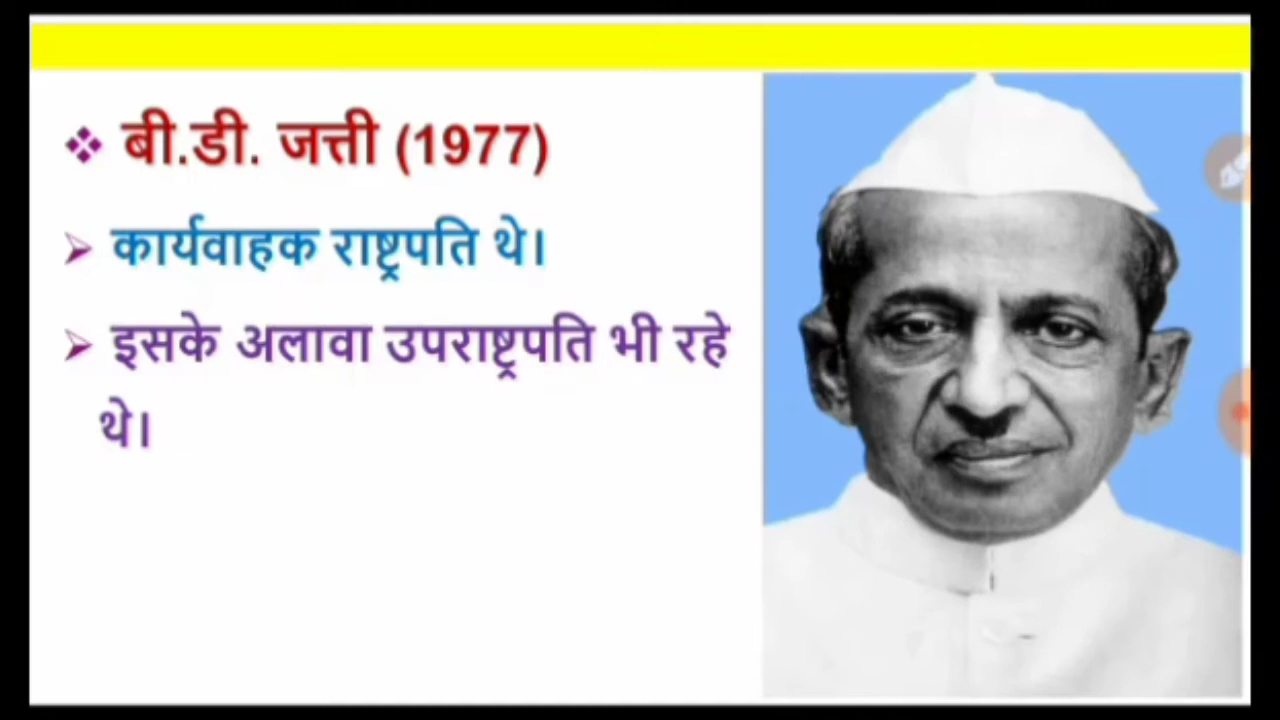 ❖ बी.डी. जत्ती (1977)
➢ कार्यवाहक राष्ट्रपति थे।
➢ इसके अलावा उपराष्ट्रपति भी रहे
थे।